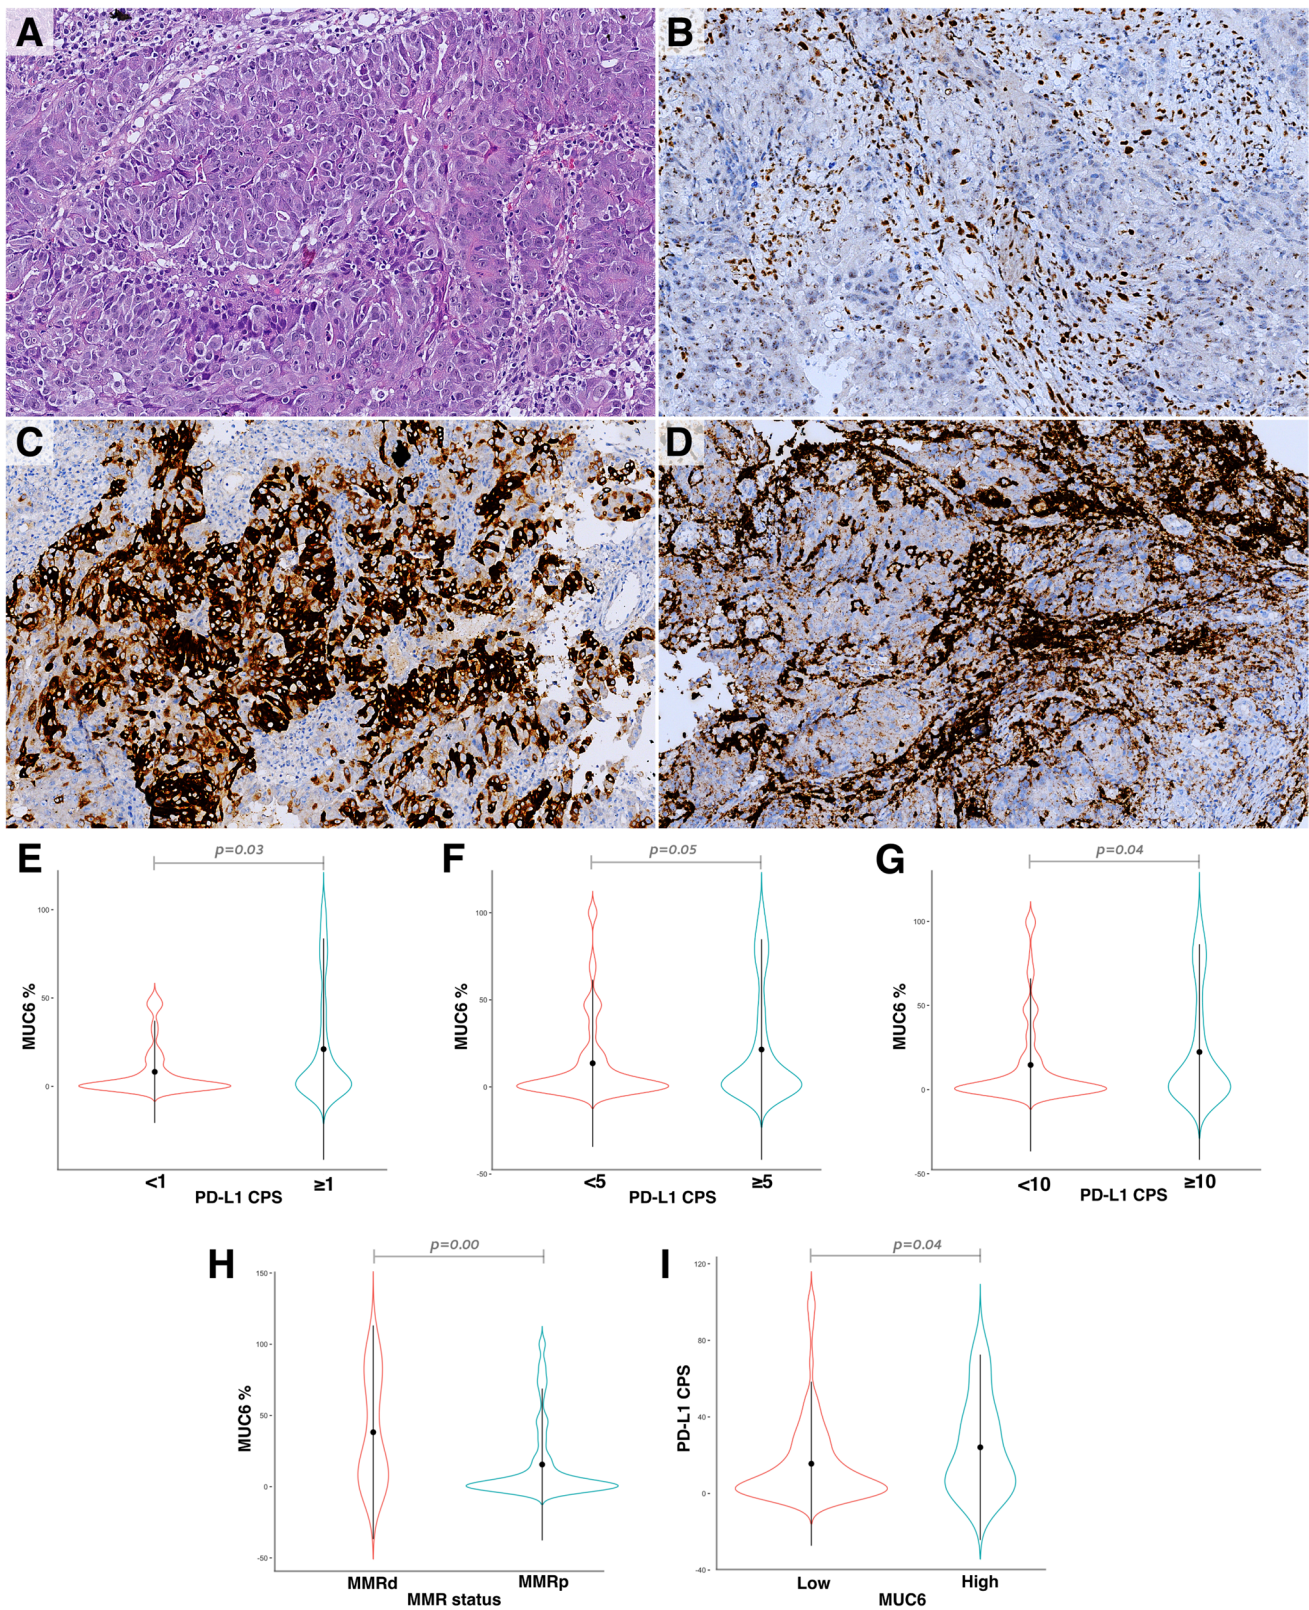 A
B
C
D
E
p=0.03
100
50
0
MUC6 %
<1
≥1
PD-L1 CPS
F
p=0.05
100
50
0
-50
MUC6 %
<5
≥5
PD-L1 CPS
G
p=0.04
100
50
0
-50
MUC6 %
<10
≥10
PD-L1 CPS
H
p=0.00
150
100
50
0
-50
MUC6 %
MMRd
MMRp
MMR status
I
p=0.04
120
80
40
0
-40
PD-L1 CPS
Low
High
MUC6